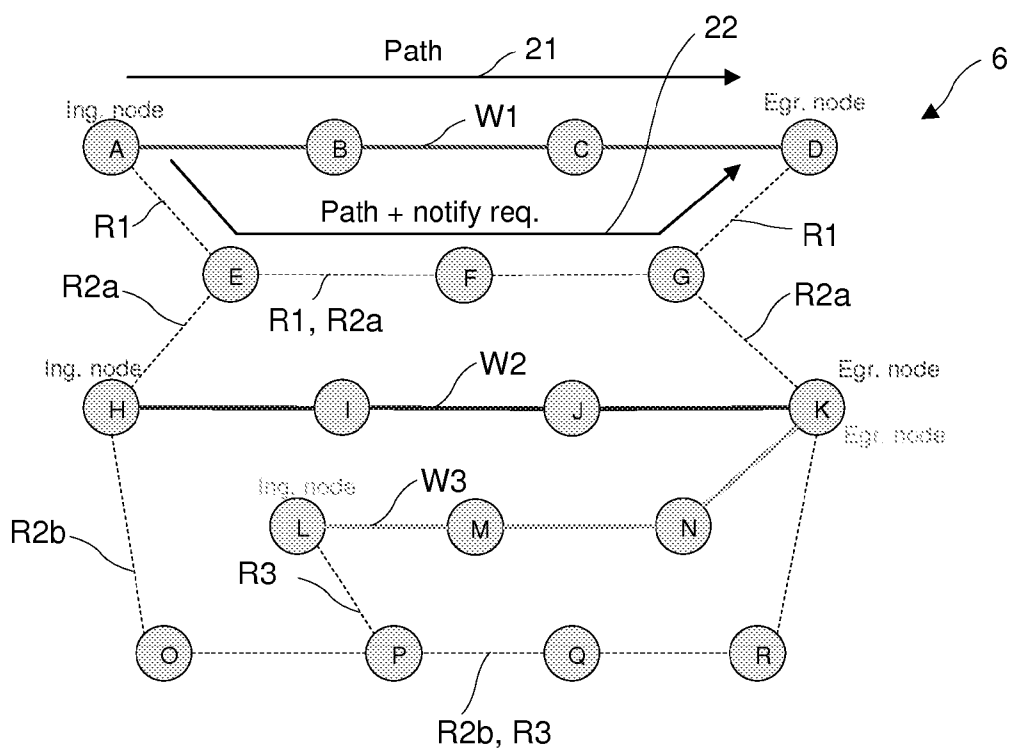 22
Path
21
6
Ing. node
Egr. node
W1
A
B
C
D
Path + notify req.
R1
R1
E
F
G
R2a
R2a
R1, R2a
Ing. node
W2
Egr. node
H
I
J
K
Egr. node
Ing. node
W3
L
M
N
R2b
R3
O
P
Q
R
R2b, R3